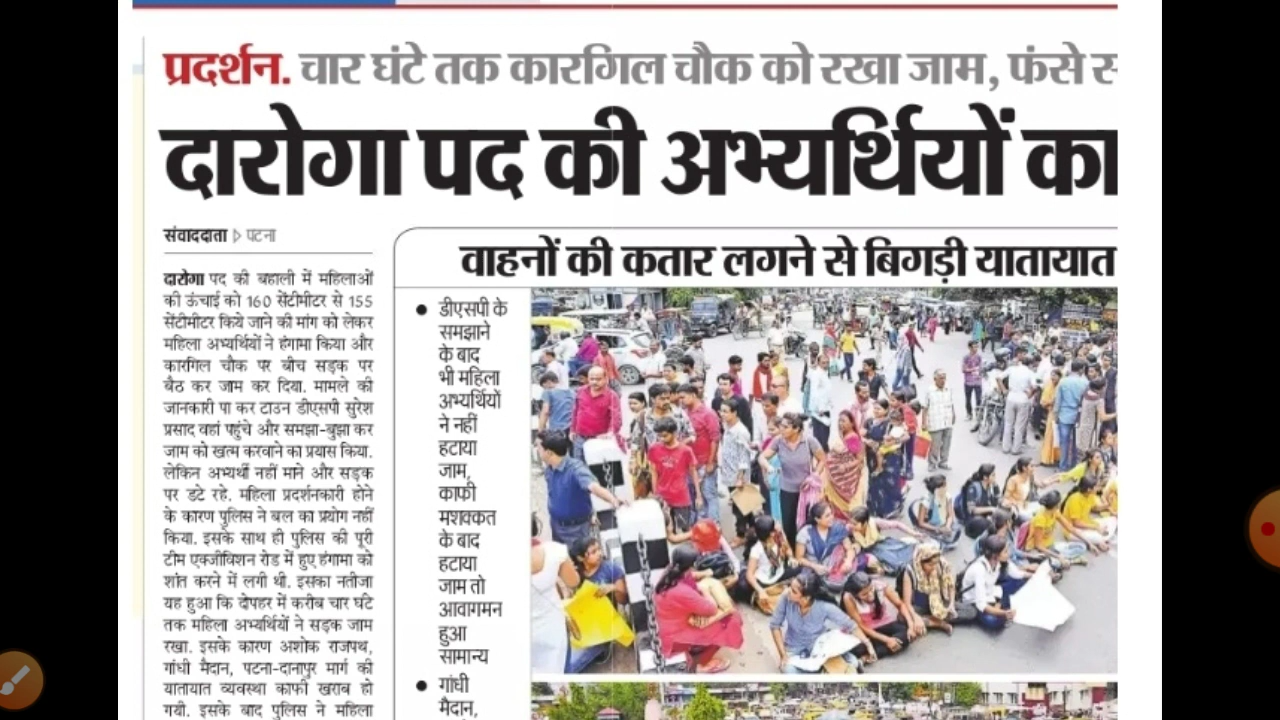 प्रदर्शन. चार घंटे तक कारगिल चौक को रखा जाम, फंसे
दारोगा पद की अभ्यर्थियों का
संवाददाता ▷ पटना
दारोगा पद की बहाली में महिलाओं
की ऊंचाई को 160 सेंटीमीटर से 155
सेंटीमीटर किये जाने की मांग को लेकर
महिला अभ्यर्थियों ने हंगामा किया और
कारगिल चौक पर बीच सड़क पर
बैठ कर जाम कर दिया. मामले की
जानकारी पा कर टाउन डीएसपी सुरेश
प्रसाद वहां पहुंचे और समझा-बुझा कर
जाम को खत्म करवाने का प्रयास किया.
लेकिन अभ्यर्थी नहीं माने और सड़क
पर डटे रहे. महिला प्रदर्शनकारी होने
के कारण पुलिस ने बल का प्रयोग नहीं
किया. इसके साथ ही पुलिस की पूरी
टीम एक्जीविशन रोड में हुए हंगामा को
शांत करने में लगी थी. इसका नतीजा
यह हुआ कि दोपहर में करीब चार घंटे
तक महिला अभ्यर्थियों ने सड़क जाम
रखा. इसके कारण अशोक राजपथ,
गांधी मैदान, पटना-दानापुर मार्ग की
यातायात व्यवस्था काफी खराब हो
गयी. इसके बाद पुलिस ने महिला
वाहनों की कतार लगने से बिगड़ी यातायात
● डीएसपी के
समझाने
के बाद
भी महिला
अभ्यर्थियों
ने नहीं
हटाया
जाम,
काफी
मशक्कत
के बाद
हटाया
जाम तो
आवागमन
हुआ
सामान्य
● गांधी
मैदान,